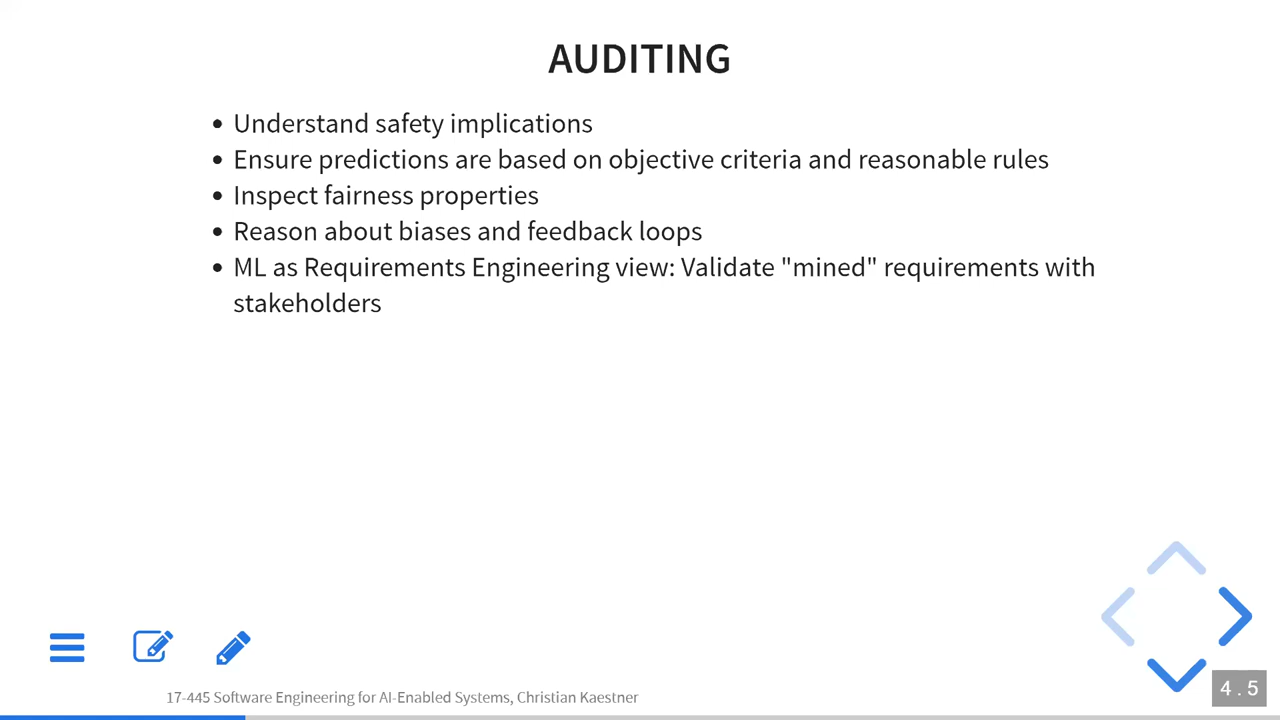 AUDITING
Understand safety implications
Ensure predictions are based on objective criteria and reasonable rules
Inspect fairness properties
Reason about biases and feedback loops
ML as Requirements Engineering view: Validate "mined" requirements with
stakeholders
17-445 Software Engineering for AI-Enabled Systems, Christian Kaestner
4 . 5